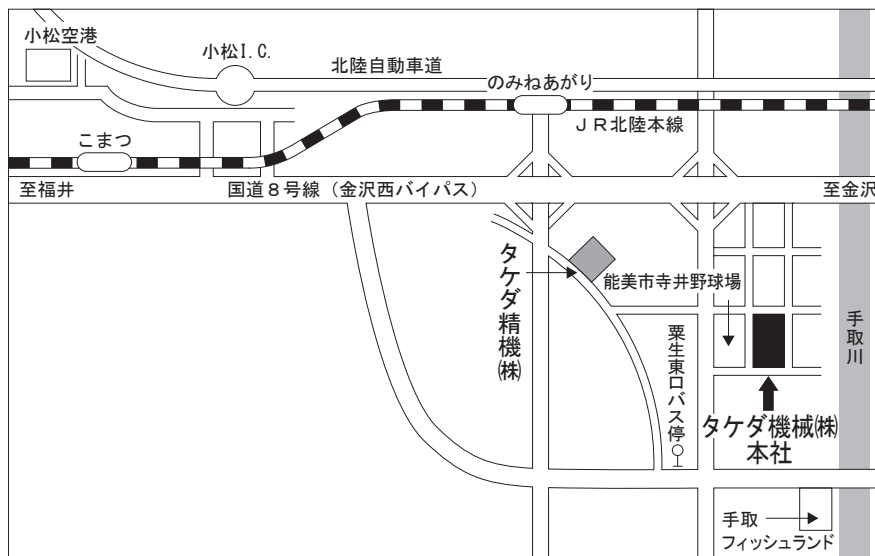 小松空港
小松I.C.
北陸自動車道
のみねあがり
こまつ
JR北陸本線
至福井
国道8号線（金沢西バイパス）
至金沢
タケダ精機㈱
能美市寺井野球場
手取川
粟生東口バス停
タケダ機械㈱
本社
手取
フィッシュランド